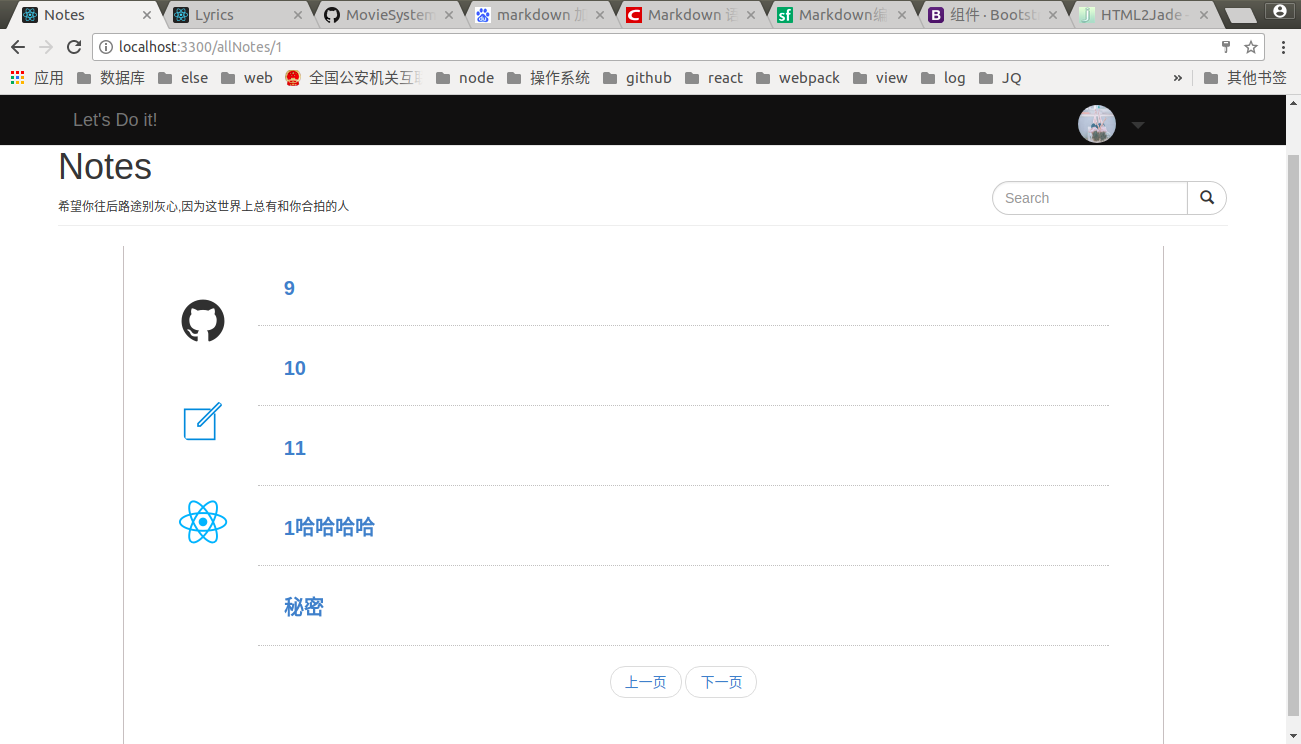 Notes
Lyrics
MovieSystem
markdown 加
Markdown 语
Markdown编
组件 · Bootst
HTML2Jade -
localhost:3300/allNotes/1
应用 数据库 else web 全国公安机关互联 node 操作系统 github react webpack view log JQ » 其他书签
Let's Do it!
Notes
希望你往后路途别灰心,因为这世界上总有和你合拍的人
Search
9
10
11
1哈哈哈哈
秘密
上一页 下一页